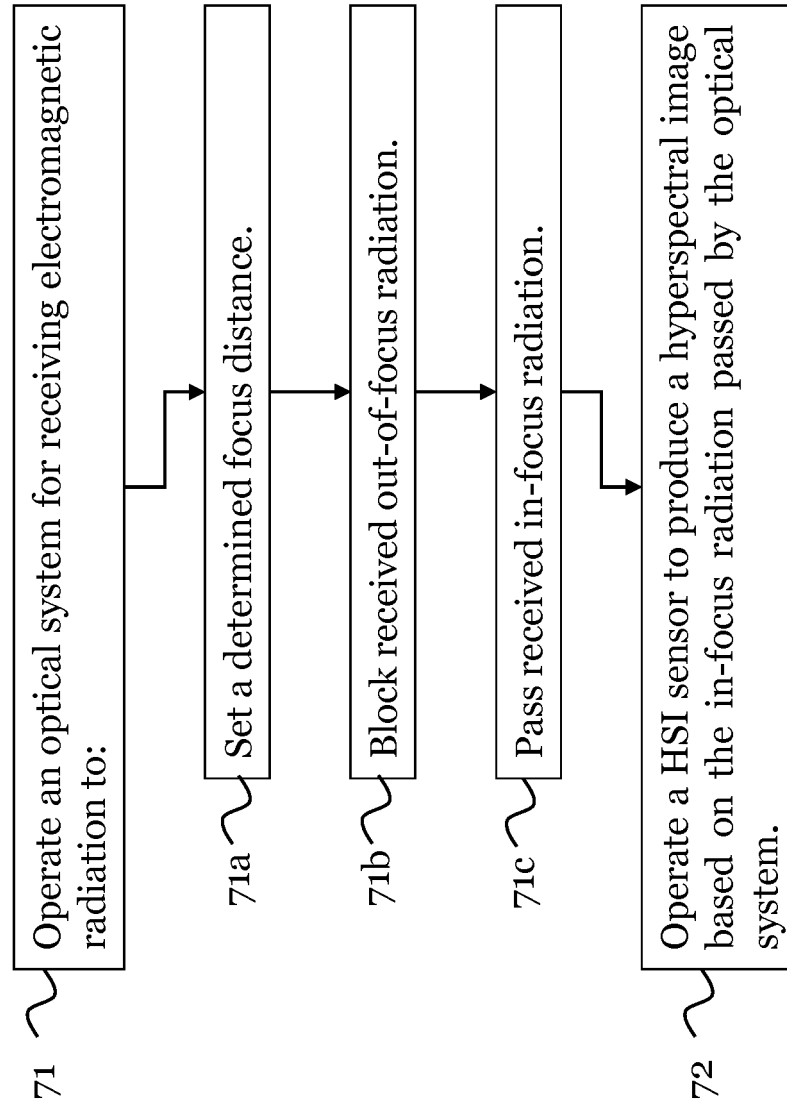 71
Operate an optical system for receiving electromagnetic
radiation to:
71a
Set a determined focus distance.
71b
Block received out-of-focus radiation.
71c
Pass received in-focus radiation.
72
Operate a HSI sensor to produce a hyperspectral image
based on the in-focus radiation passed by the optical
system.